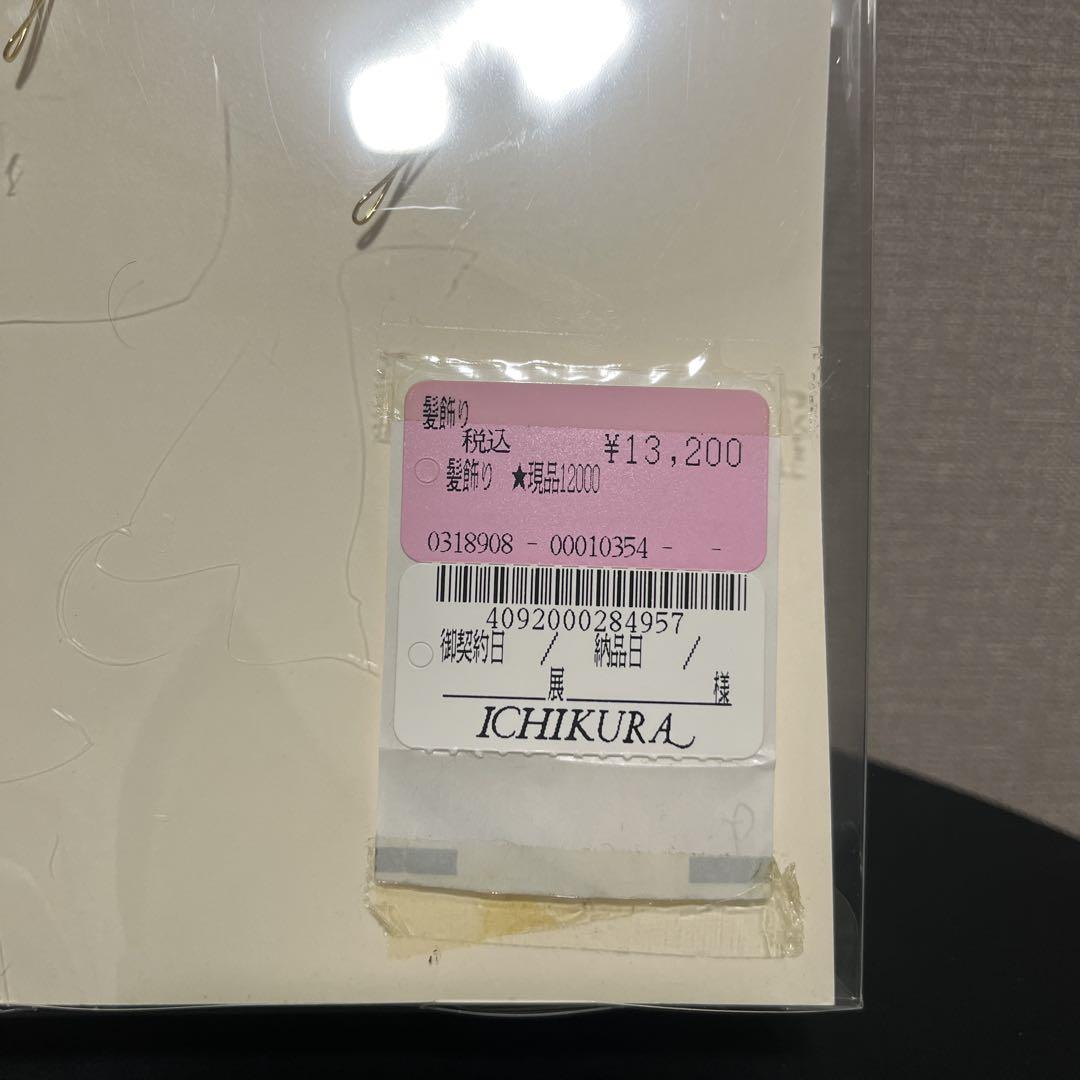 髪飾り
税込 ¥13,200
髪飾り ★現品12000
0318908 - 00010354 - -
4092000284957
御契約日 / 納品日 /
展 様
ICHIKURA